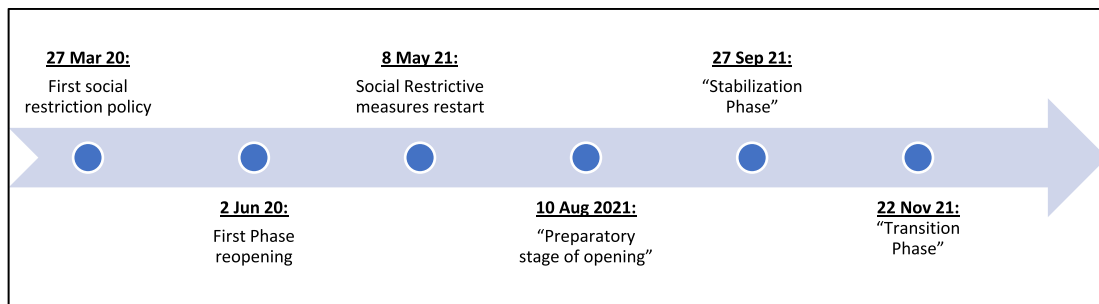 27 Mar 20:
First social
restriction policy
2 Jun 20:
First Phase
reopening
8 May 21:
Social Restrictive
measures restart
10 Aug 2021:
“Preparatory
stage of opening”
27 Sep 21:
“Stabilization
Phase”
22 Nov 21:
“Transition
Phase”